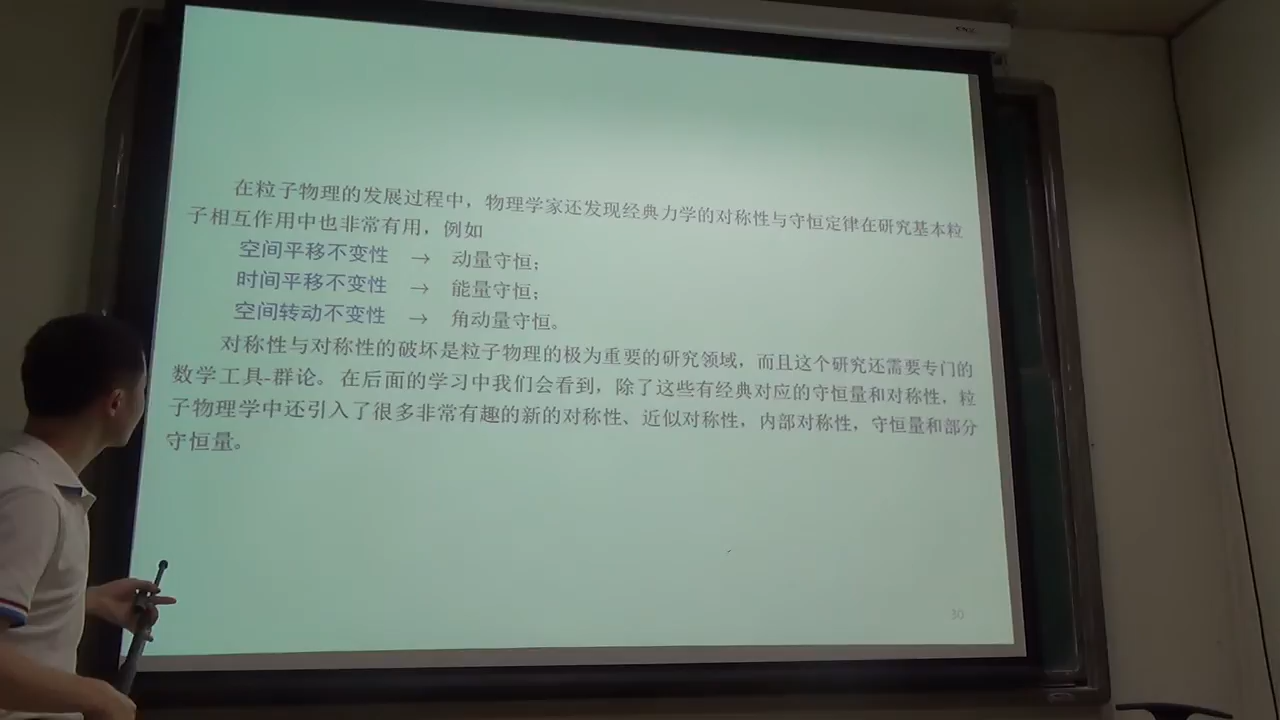 在粒子物理的发展过程中，物理学家还发现经典力学的对称性与守恒定律在研究基本粒
子相互作用中也非常有用，例如
空间平移不变性 → 动量守恒；
时间平移不变性 → 能量守恒；
空间转动不变性 → 角动量守恒。
对称性与对称性的破坏是粒子物理的极为重要的研究领域，而且这个研究还需要专门的
数学工具-群论。在后面的学习中我们会看到，除了这些有经典对应的守恒量和对称性，粒
子物理学中还引入了很多非常有趣的新的对称性、近似对称性，内部对称性，守恒量和部分
守恒量。
30